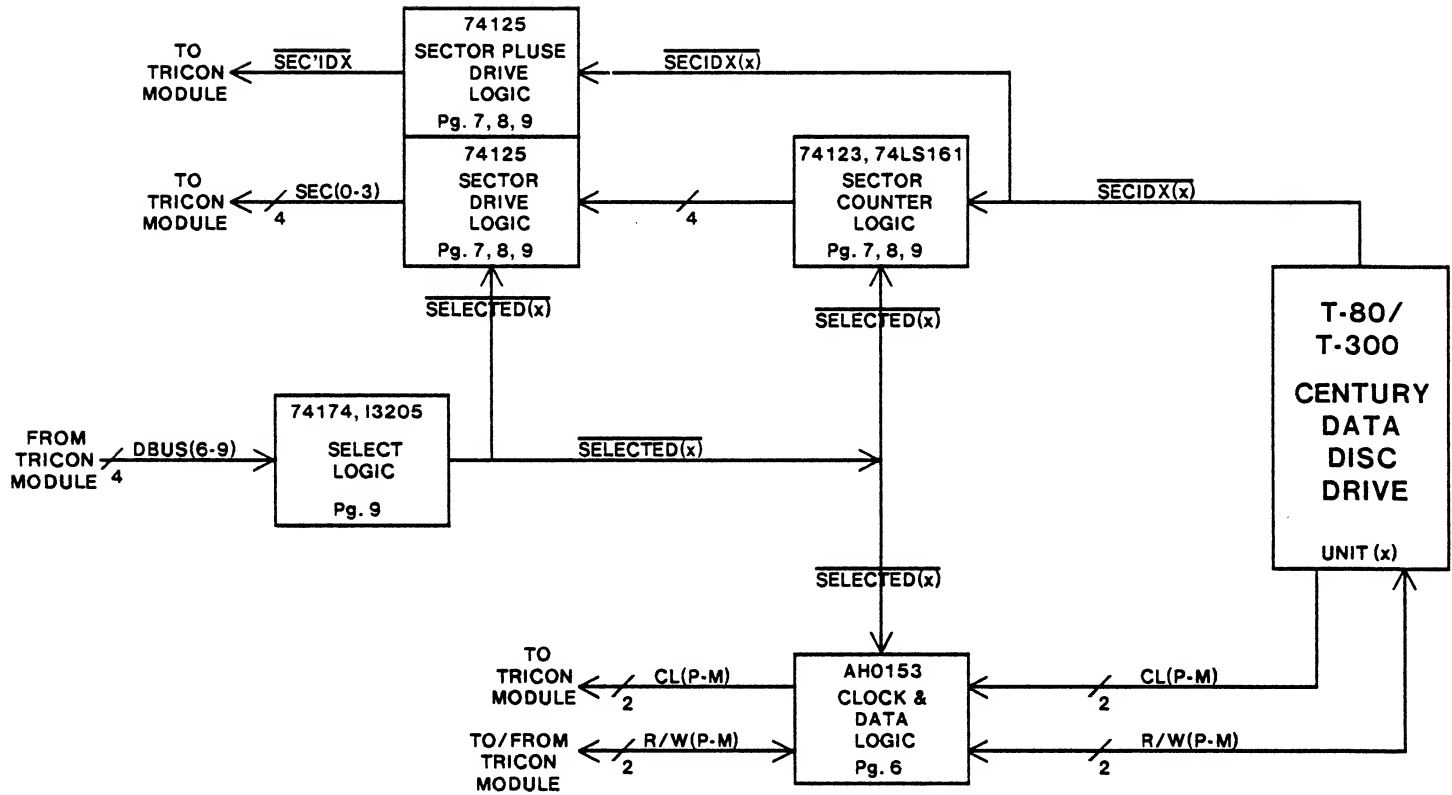 74125
SECTOR PLUSE
DRIVE
LOGIC
Pg. 7, 8, 9
TO
TRICON
MODULE
SEC'IDX
SECIDX(x)
74125
SECTOR
DRIVE
LOGIC
Pg. 7, 8, 9
TO
TRICON
MODULE
SEC(0-3)
4
4
74123, 74LS161
SECTOR
COUNTER
LOGIC
Pg. 7, 8, 9
SECIDX(x)
SELECTED(x)
SELECTED(x)
T-80/
T-300
CENTURY
DATA
DISC
DRIVE
UNIT (x)
FROM
TRICON
MODULE
4
DBUS(6-9)
74174, I3205
SELECT
LOGIC
Pg. 9
SELECTED(x)
SELECTED(x)
TO
TRICON
MODULE
CL(P-M)
2
AH0153
CLOCK &
DATA
LOGIC
Pg. 6
CL(P-M)
2
TO/FROM
TRICON
MODULE
R/W(P-M)
2
R/W(P-M)
2